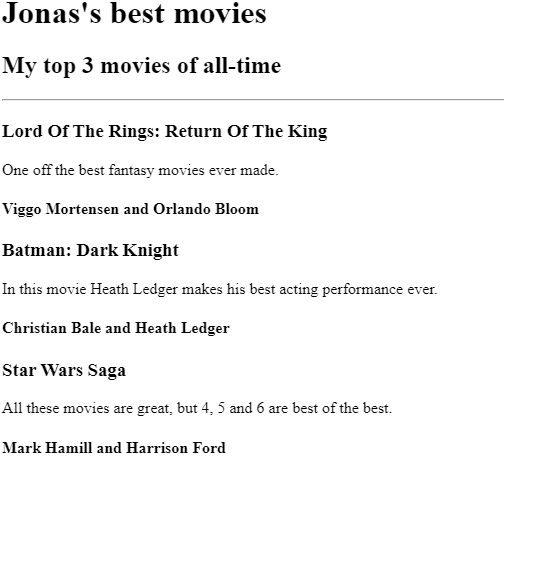 Jonas's best movies
My top 3 movies of all-time
Lord Of The Rings: Return Of The King
One off the best fantasy movies ever made.
Viggo Mortensen and Orlando Bloom
Batman: Dark Knight
In this movie Heath Ledger makes his best acting performance ever.
Christian Bale and Heath Ledger
Star Wars Saga
All these movies are great, but 4, 5 and 6 are best of the best.
Mark Hamill and Harrison Ford